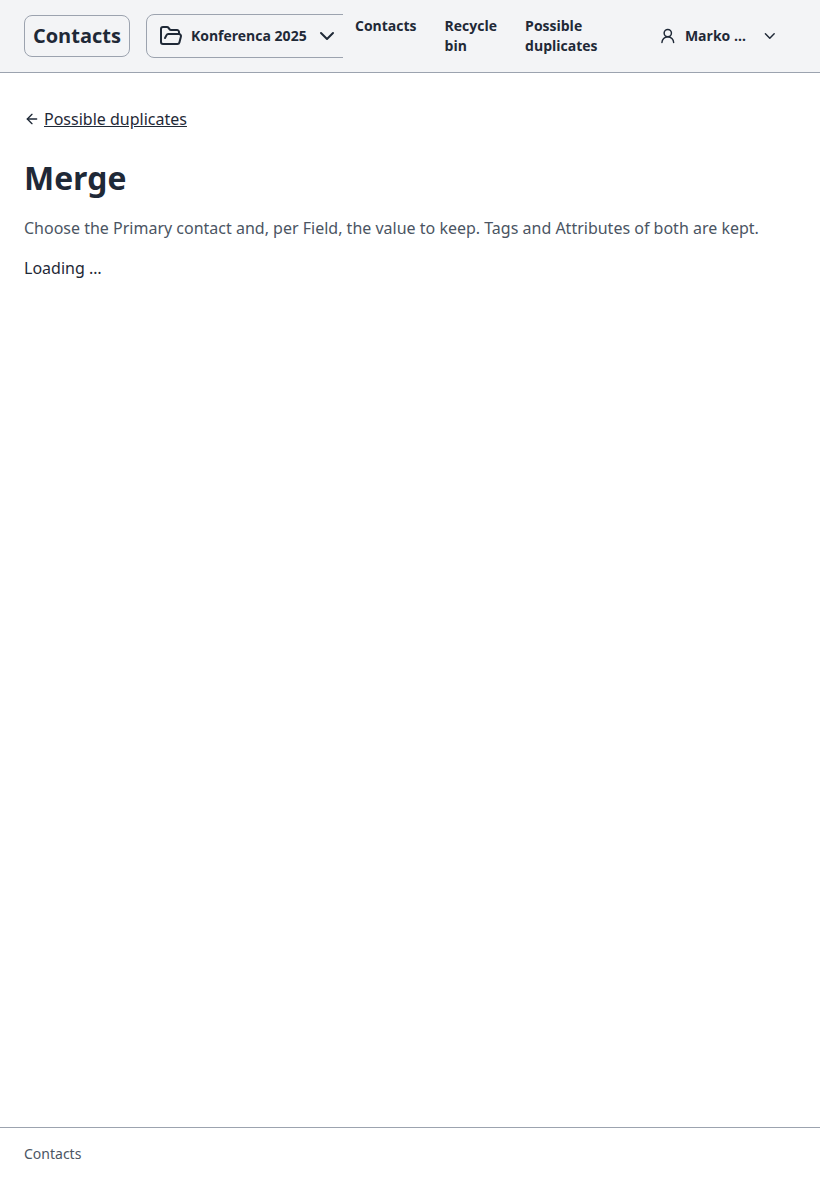 Contacts
Konferenca 2025
Contacts
Recycle bin
Possible duplicates
Marko ...
Possible duplicates
Merge
Choose the Primary contact and, per Field, the value to keep. Tags and Attributes of both are kept.
Loading ...
Contacts